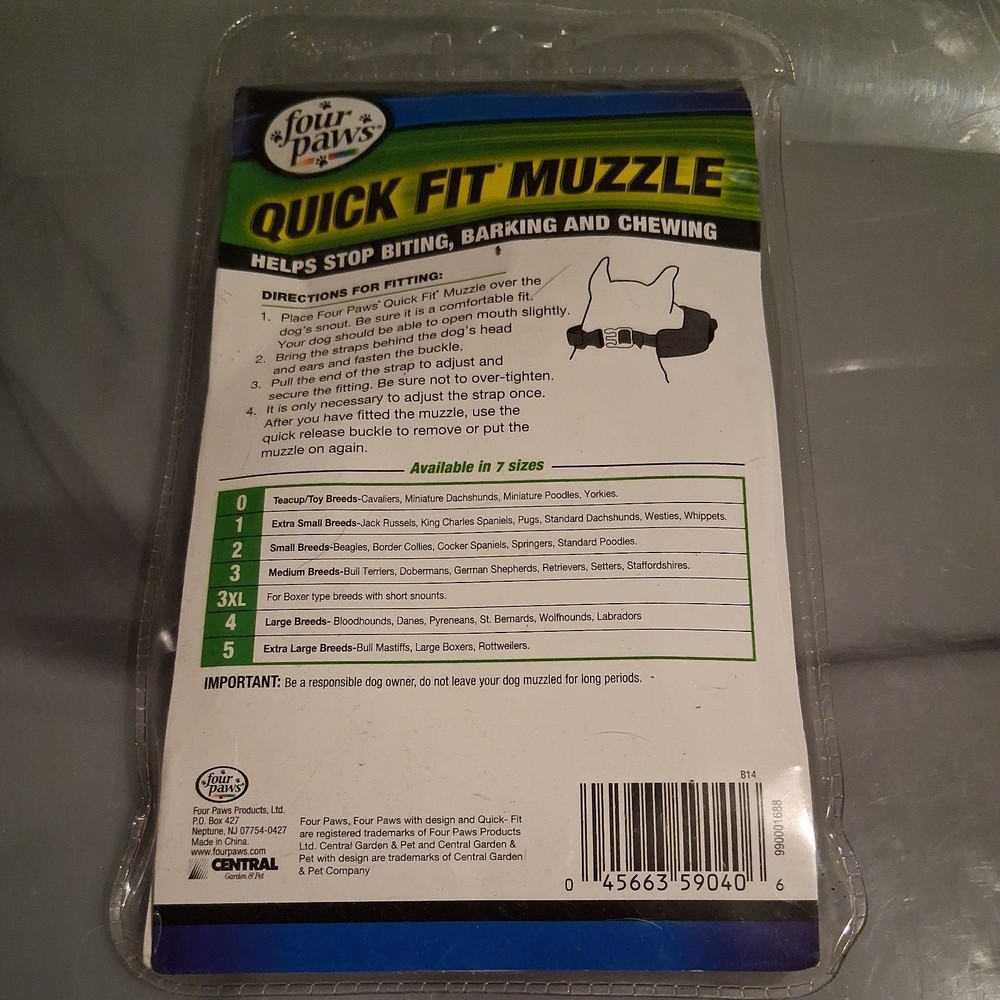 four
paws®
QUICK FIT™ MUZZLE
HELPS STOP BITING, BARKING AND CHEWING
DIRECTIONS FOR FITTING:
1. Place Four Paws® Quick Fit® Muzzle over the
dog's snout. Be sure it is a comfortable fit.
Your dog should be able to open mouth slightly.
2. Bring the straps behind the dog's head
and ears and fasten the buckle.
3. Pull the end of the strap to adjust and
secure the fitting. Be sure not to over-tighten.
4. It is only necessary to adjust the strap once.
After you have fitted the muzzle, use the
quick release buckle to remove or put the
muzzle on again.
Available in 7 sizes
0 Teacup/Toy Breeds-Cavaliers, Miniature Dachshunds, Miniature Poodles, Yorkies.
1 Extra Small Breeds-Jack Russels, King Charles Spaniels, Pugs, Standard Dachshunds, Westies, Whippets.
2 Small Breeds-Beagles, Border Collies, Cocker Spaniels, Springers, Standard Poodles.
3 Medium Breeds-Bull Terriers, Dobermans, German Shepherds, Retrievers, Setters, Staffordshires.
3XL For Boxer type breeds with short snounts.
4 Large Breeds- Bloodhounds, Danes, Pyreneans, St. Bernards, Wolfhounds, Labradors
5 Extra Large Breeds-Bull Mastiffs, Large Boxers, Rottweilers.
IMPORTANT: Be a responsible dog owner, do not leave your dog muzzled for long periods.
four
paws®
Four Paws Products, Ltd.
P.O. Box 427
Neptune, NJ 07754-0427
Made in China.
www.fourpaws.com
CENTRAL
Garden & Pet
Four Paws, Four Paws with design and Quick- Fit
are registered trademarks of Four Paws Products
Ltd. Central Garden & Pet and Central Garden &
Pet with design are trademarks of Central Garden
& Pet Company
B14
0 45663 59040 6
990001688